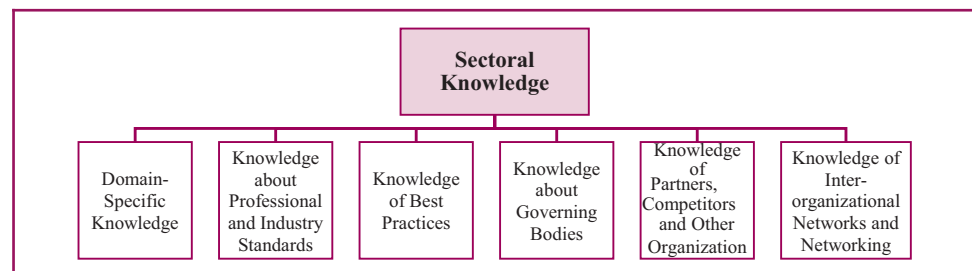 Sectoral
Knowledge
Domain-
Specific
Knowledge
Knowledge
about
Professional
and Industry
Standards
Knowledge
of Best
Practices
Knowledge
about
Governing
Bodies
Knowledge
of
Partners,
Competitors
and Other
Organization
Knowledge of
Inter-
organizational
Networks and
Networking